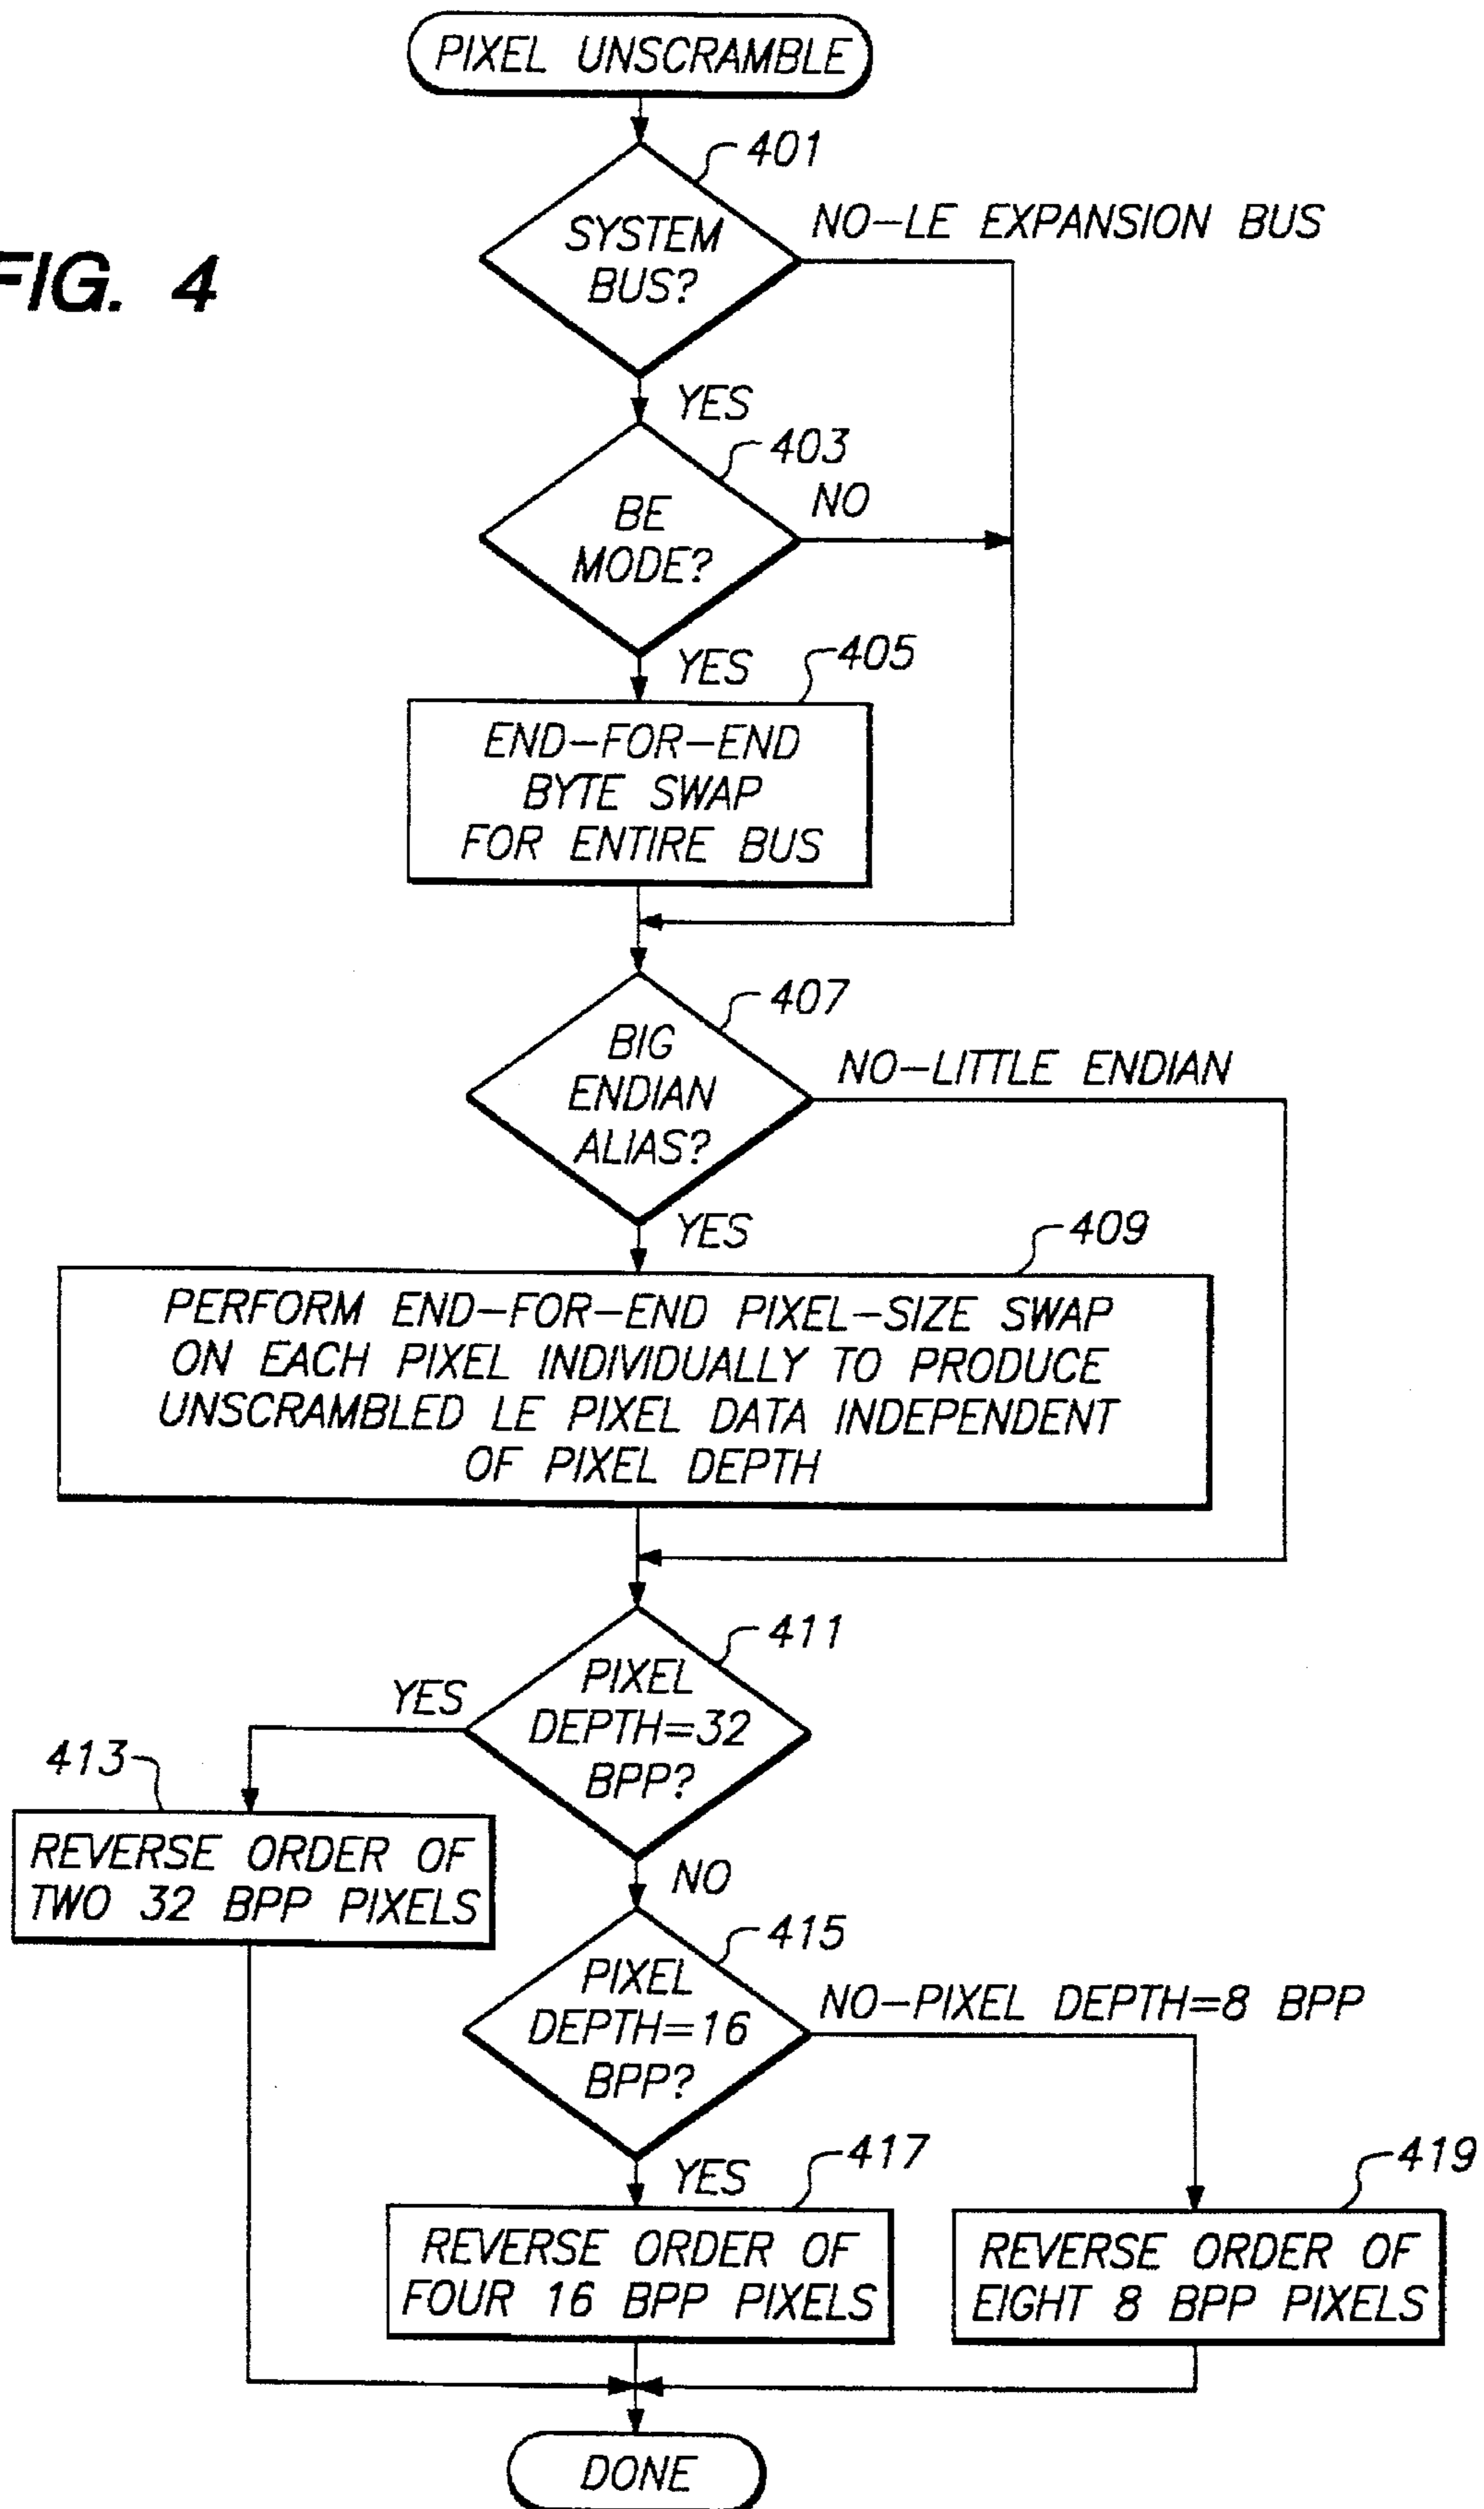 PIXEL UNSCRAMBLE
401
SYSTEM
BUS?
NO-LE EXPANSION BUS
FIG. 4
YES
403
BE
MODE?
NO
YES
405
END-FOR-END
BYTE SWAP
FOR ENTIRE BUS
407
BIG
ENDIAN
ALIAS?
NO-LITTLE ENDIAN
YES
409
PERFORM END-FOR-END PIXEL-SIZE SWAP
ON EACH PIXEL INDIVIDUALLY TO PRODUCE
UNSCRAMBLED LE PIXEL DATA INDEPENDENT
OF PIXEL DEPTH
411
PIXEL
DEPTH=32
BPP?
YES
413
REVERSE ORDER OF
TWO 32 BPP PIXELS
NO
415
PIXEL
DEPTH=16
BPP?
NO-PIXEL DEPTH=8 BPP
YES
417
REVERSE ORDER OF
FOUR 16 BPP PIXELS
419
REVERSE ORDER OF
EIGHT 8 BPP PIXELS
DONE